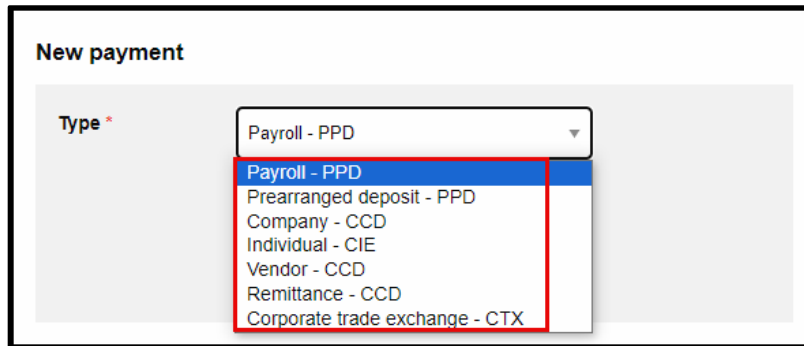 New payment
Type *
Payroll - PPD
Payroll - PPD
Prearranged deposit - PPD
Company - CCD
Individual - CIE
Vendor - CCD
Remittance - CCD
Corporate trade exchange - CTX